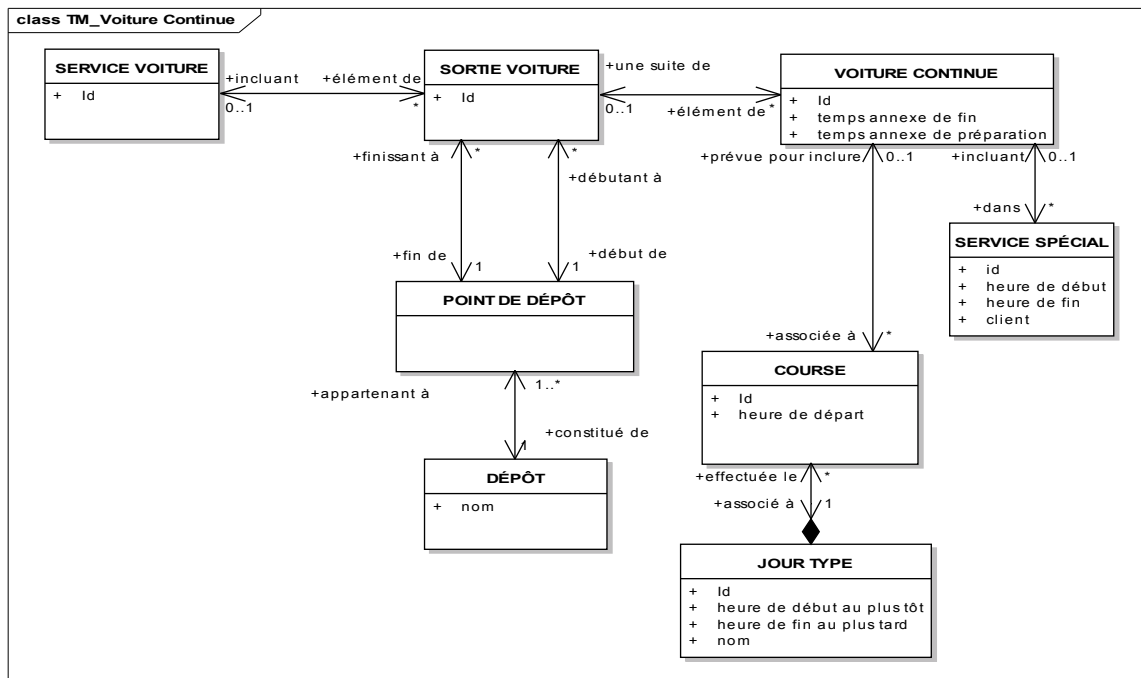 class TM_Voiture Continue
SERVICE VOITURE
+ Id
+incluant
0..1
+élément de
*
SORTIE VOITURE
+ Id
+une suite de
0..1
+élément de
*
VOITURE CONTINUE
+ Id
+ temps annexe de fin
+ temps annexe de préparation
+finissant à
*
*
+débutant à
+prévue pour inclure
0..1
+incluant
0..1
+dans
*
SERVICE SPÉCIAL
+ id
+ heure de début
+ heure de fin
+ client
+fin de
1
+début de
1
POINT DE DÉPÔT
+associée à
*
COURSE
+ Id
+ heure de départ
+appartenant à
1..*
+constitué de
1
DÉPÔT
+ nom
+effectuée le
*
+associé à
1
JOUR TYPE
+ Id
+ heure de début au plus tôt
+ heure de fin au plus tard
+ nom